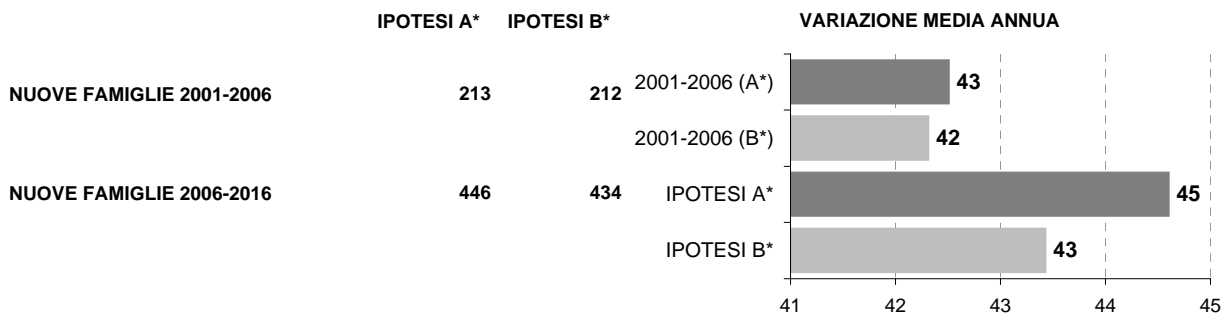 IPOTESI A* IPOTESI B* VARIAZIONE MEDIA ANNUA
NUOVE FAMIGLIE 2001-2006 213 212
2001-2006 (A*) 43
2001-2006 (B*) 42
NUOVE FAMIGLIE 2006-2016 446 434
IPOTESI A* 45
IPOTESI B* 43
41 42 43 44 45